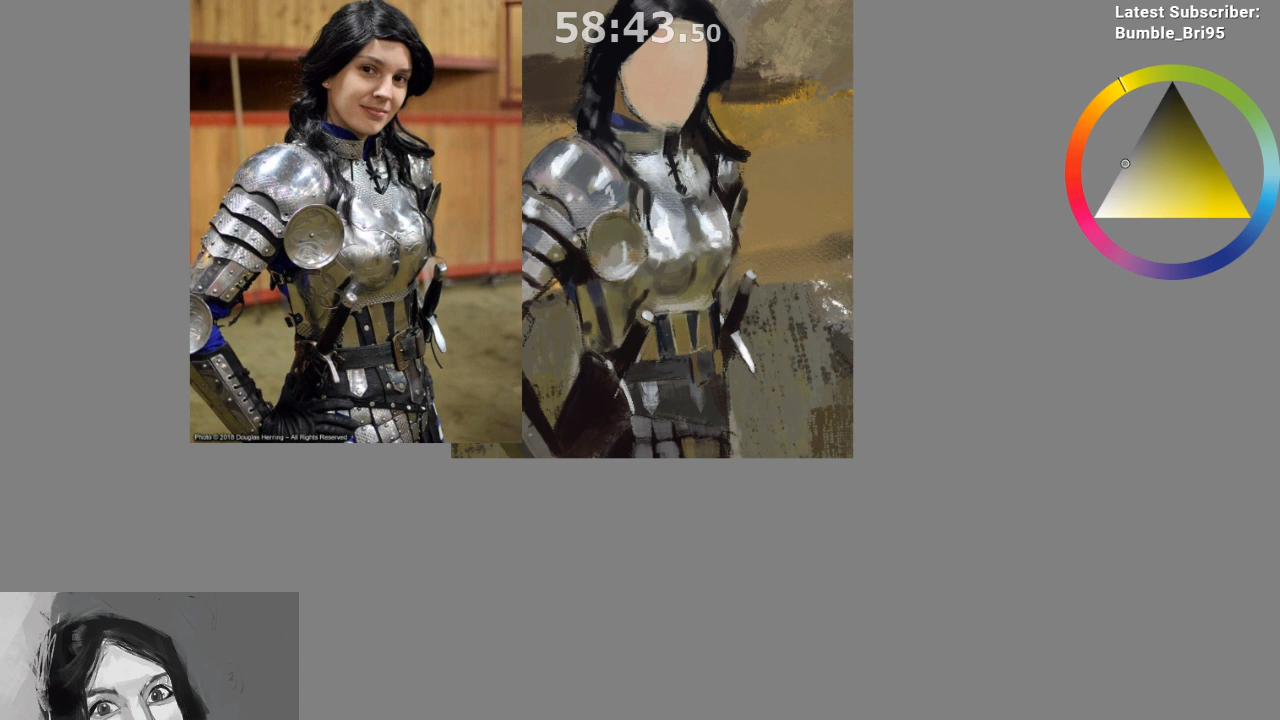 58:43.50
Latest Subscriber:
Bumble_Bri95
Photo © 2018 Douglas Herring ~ All Rights Reserved